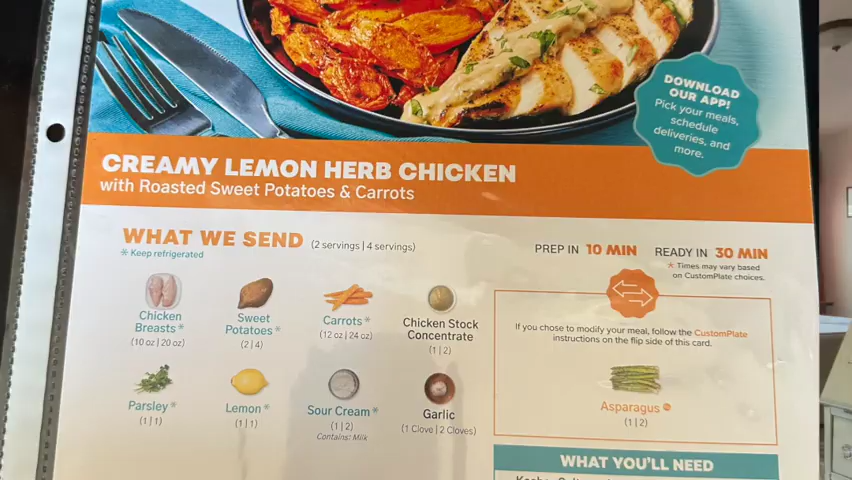 DOWNLOAD
OUR APP!
Pick your meals,
schedule
deliveries, and
more.
CREAMY LEMON HERB CHICKEN
with Roasted Sweet Potatoes & Carrots
WHAT WE SEND (2 servings | 4 servings)
* Keep refrigerated
PREP IN 10 MIN READY IN 30 MIN
* Times may vary based
on CustomPlate choices.
Chicken
Breasts*
(10 oz | 20 oz)
Sweet
Potatoes*
(2 | 4)
Carrots*
(12 oz | 24 oz)
Chicken Stock
Concentrate
(1 | 2)
Parsley*
(1 | 1)
Lemon*
(1 | 1)
Sour Cream*
(1 | 2)
Contains: Milk
Garlic
(1 Clove | 2 Cloves)
If you chose to modify your meal, follow the CustomPlate
instructions on the flip side of this card.
Asparagus
(1 | 2)
WHAT YOU'LL NEED